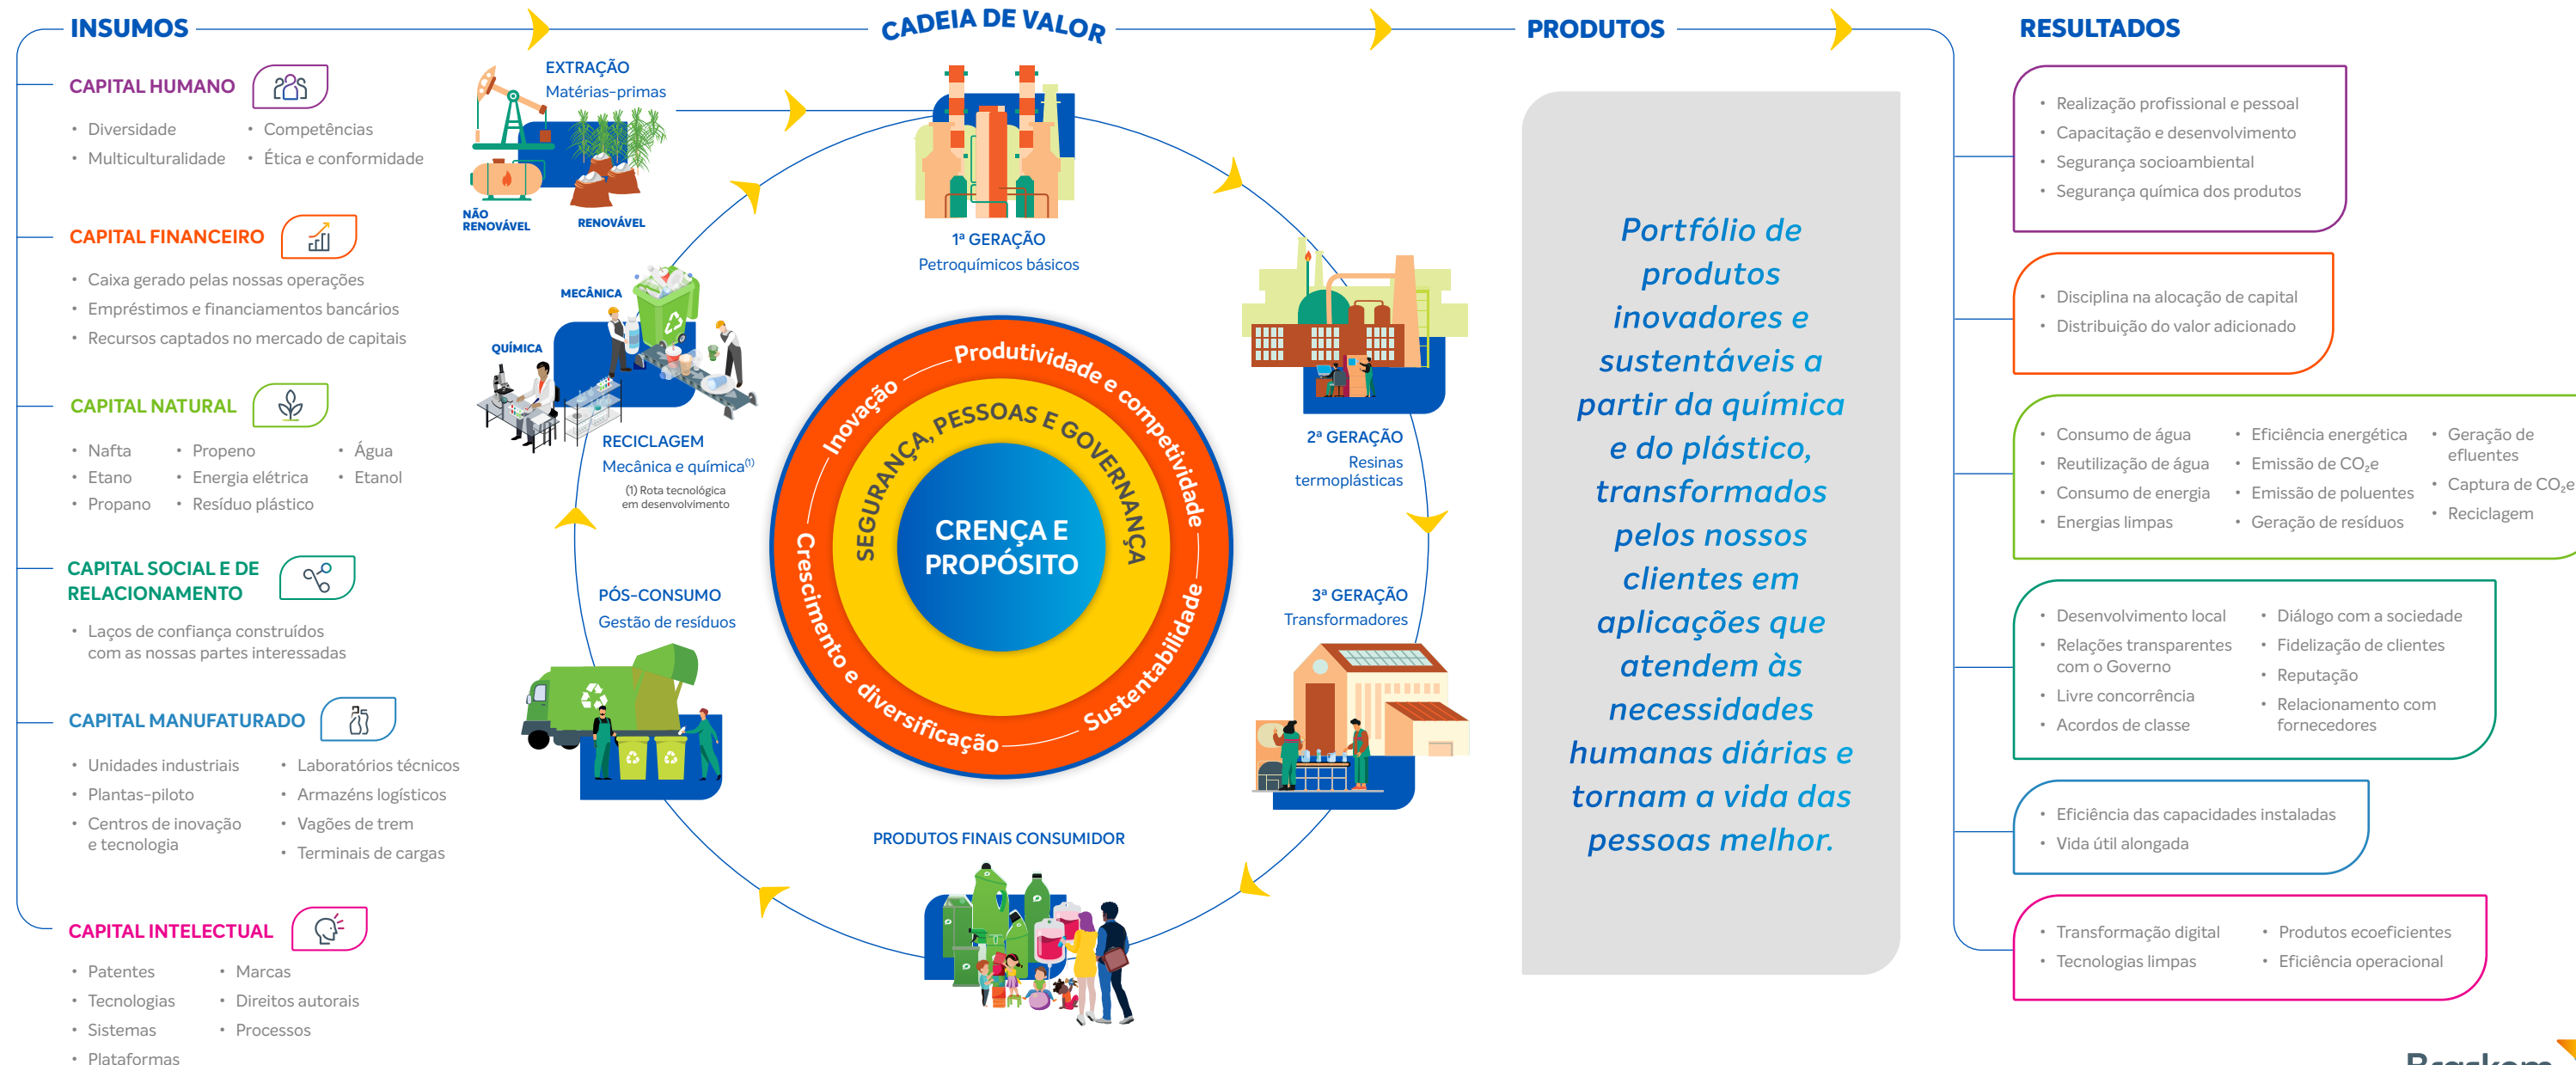 INSUMOS
CAPITAL HUMANO
• Diversidade
• Multiculturalidade
• Competências
• Ética e conformidade
CAPITAL FINANCEIRO
• Caixa gerado pelas nossas operações
• Empréstimos e financiamentos bancários
• Recursos captados no mercado de capitais
CAPITAL NATURAL
• Nafta
• Etano
• Propano
• Propeno
• Energia elétrica
• Resíduo plástico
• Água
• Etanol
CAPITAL SOCIAL E DE
RELACIONAMENTO
• Laços de confiança construídos
com as nossas partes interessadas
CAPITAL MANUFATURADO
• Unidades industriais
• Plantas-piloto
• Centros de inovação
e tecnologia
• Laboratórios técnicos
• Armazéns logísticos
• Vagões de trem
• Terminais de cargas
CAPITAL INTELECTUAL
• Patentes
• Tecnologias
• Sistemas
• Plataformas
• Marcas
• Direitos autorais
• Processos
CADEIA DE VALOR
EXTRAÇÃO
Matérias-primas
NÃO
RENOVÁVEL
RENOVÁVEL
1ª GERAÇÃO
Petroquímicos básicos
2ª GERAÇÃO
Resinas
termoplásticas
3ª GERAÇÃO
Transformadores
PRODUTOS FINAIS CONSUMIDOR
PÓS-CONSUMO
Gestão de resíduos
MECÂNICA
QUÍMICA
RECICLAGEM
Mecânica e química(1)
(1) Rota tecnológica
em desenvolvimento
Inovação
Produtividade e competividade
Sustentabilidade
Crescimento e diversificação
SEGURANÇA, PESSOAS E GOVERNANÇA
CRENÇA E
PROPÓSITO
PRODUTOS
Portfólio de
produtos
inovadores e
sustentáveis a
partir da química
e do plástico,
transformados
pelos nossos
clientes em
aplicações que
atendem às
necessidades
humanas diárias e
tornam a vida das
pessoas melhor.
RESULTADOS
• Realização profissional e pessoal
• Capacitação e desenvolvimento
• Segurança socioambiental
• Segurança química dos produtos
• Disciplina na alocação de capital
• Distribuição do valor adicionado
• Consumo de água
• Reutilização de água
• Consumo de energia
• Energias limpas
• Eficiência energética
• Emissão de CO₂e
• Emissão de poluentes
• Geração de resíduos
• Geração de
efluentes
• Captura de CO₂e
• Reciclagem
• Desenvolvimento local
• Relações transparentes
com o Governo
• Livre concorrência
• Acordos de classe
• Diálogo com a sociedade
• Fidelização de clientes
• Reputação
• Relacionamento com
fornecedores
• Eficiência das capacidades instaladas
• Vida útil alongada
• Transformação digital
• Tecnologias limpas
• Produtos ecoeficientes
• Eficiência operacional
Braskem